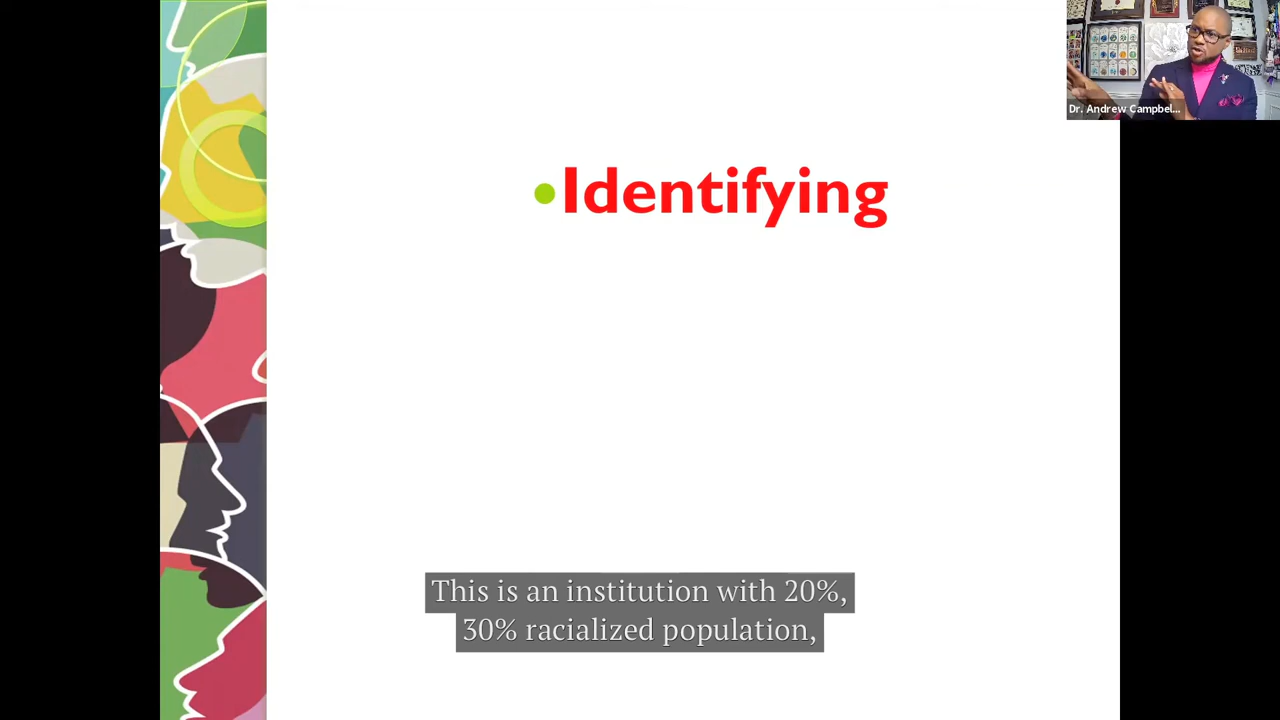 Dr. Andrew Campbel...
•Identifying
This is an institution with 20%,
30% racialized population,